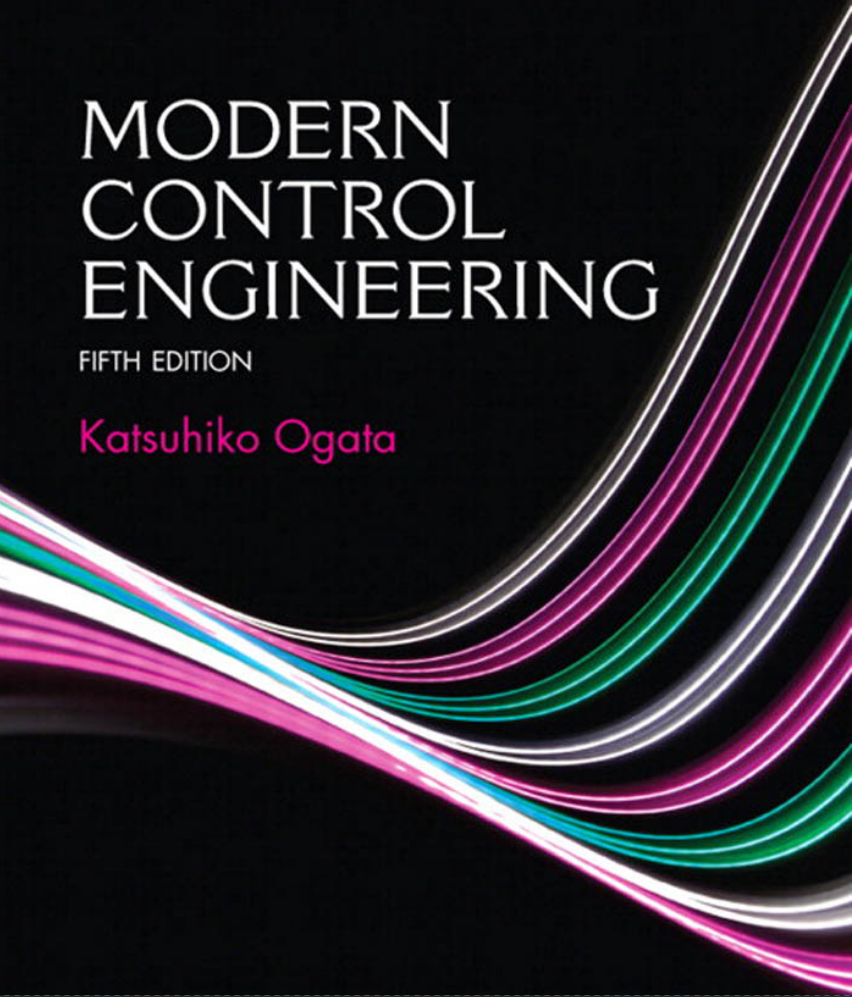 MODERN
CONTROL
ENGINEERING
FIFTH EDITION
Katsuhiko Ogata